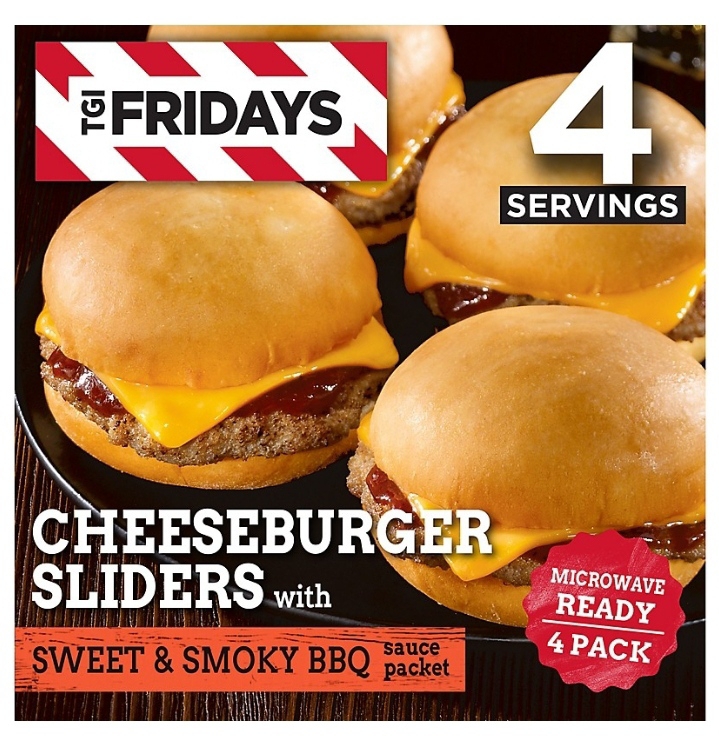 TGI FRIDAYS
4
SERVINGS
CHEESEBURGER
SLIDERS with
SWEET & SMOKY BBQ sauce packet
MICROWAVE
READY
4 PACK